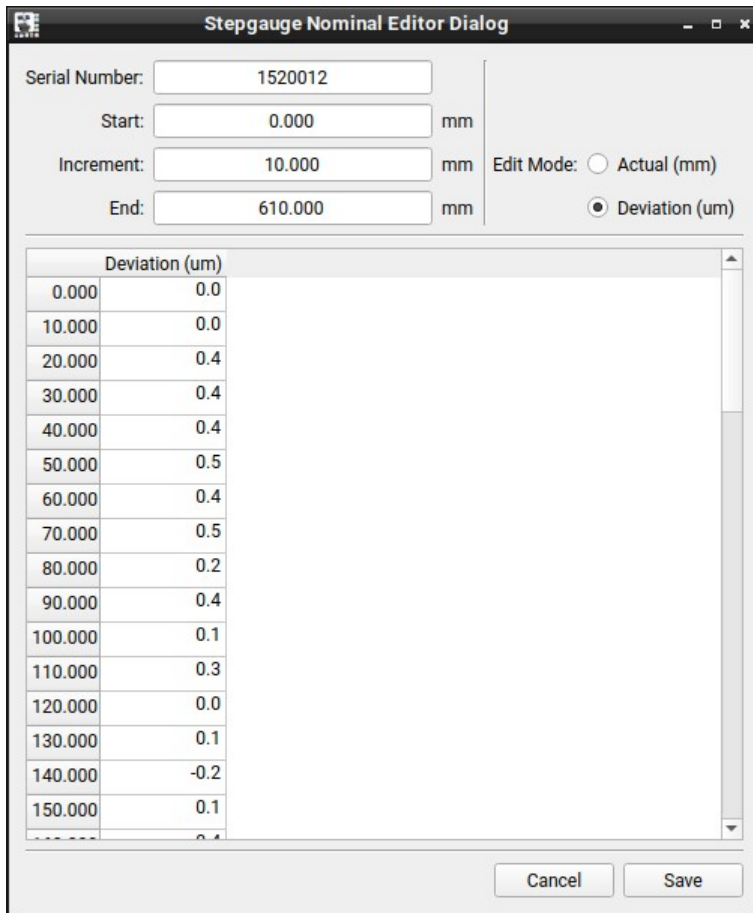 Stepgauge Nominal Editor Dialog
Serial Number: 1520012
Start: 0.000 mm
Increment: 10.000 mm Edit Mode: Actual (mm)
End: 610.000 mm Deviation (um)
Deviation (um)
0.000 0.0
10.000 0.0
20.000 0.4
30.000 0.4
40.000 0.4
50.000 0.5
60.000 0.4
70.000 0.5
80.000 0.2
90.000 0.4
100.000 0.1
110.000 0.3
120.000 0.0
130.000 0.1
140.000 -0.2
150.000 0.1
Cancel Save